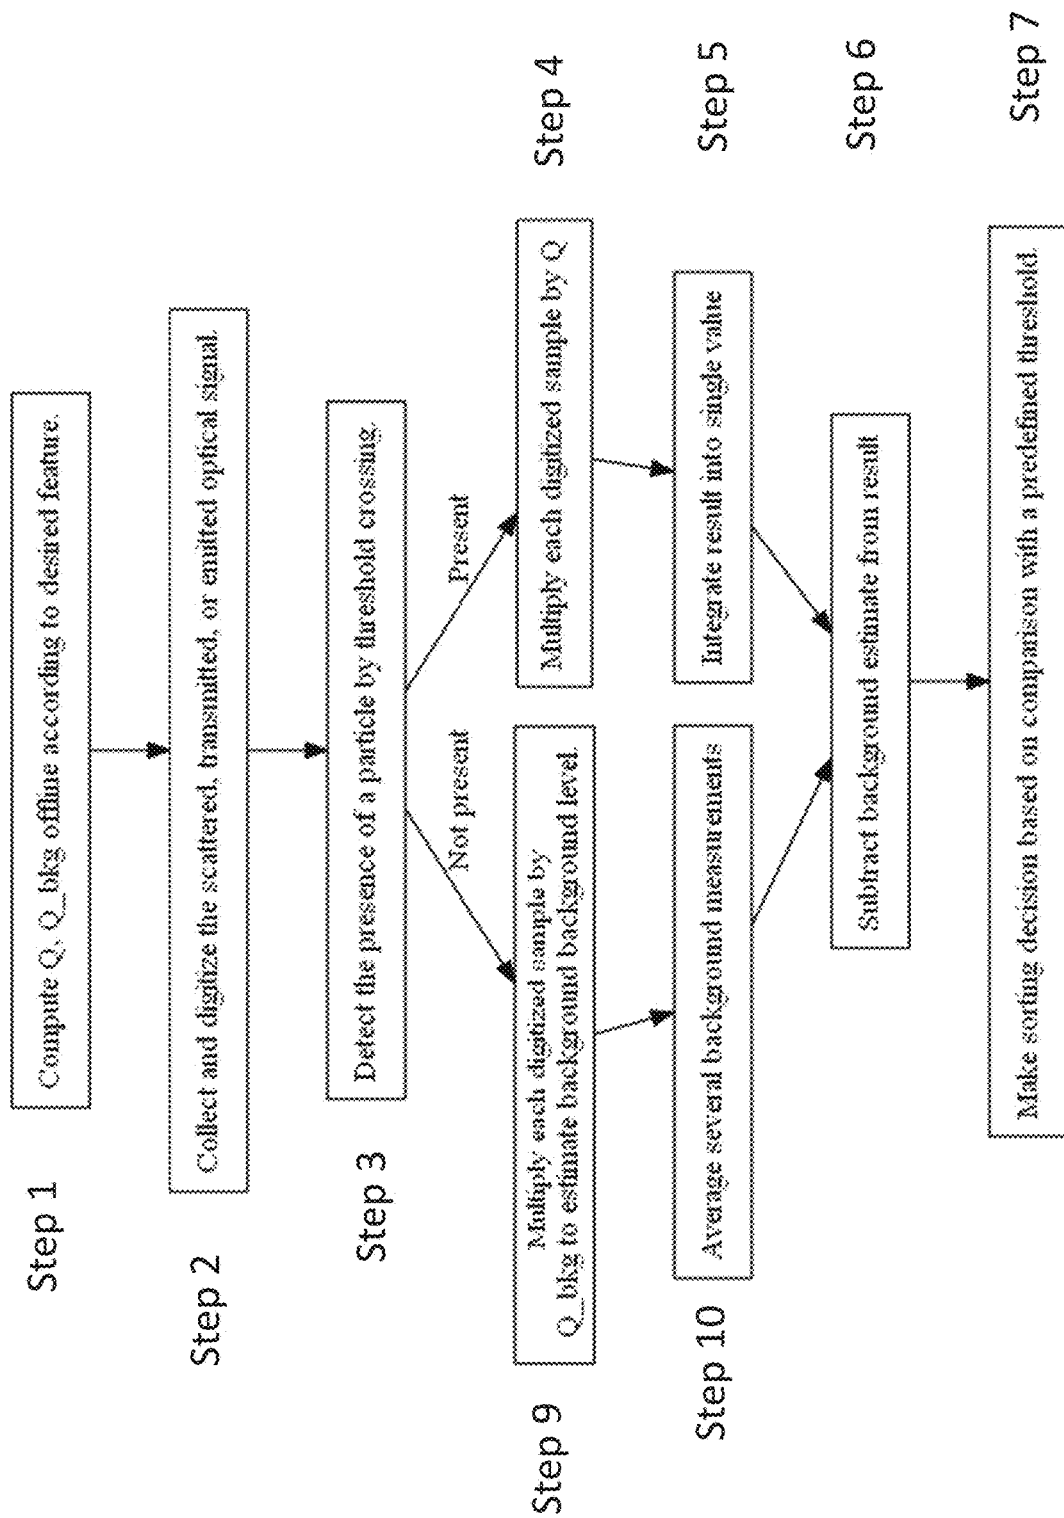 Step 1
Compute Q, Q_bkg offline according to desired feature.
Step 2
Collect and digitize the scattered, transmitted, or emitted optical signal.
Step 3
Detect the presence of a particle by threshold crossing.
Not present
Present
Step 9
Multiply each digitized sample by
Q_bkg to estimate background background level.
Multiply each digitized sample by Q
Step 4
Step 10
Average several background measurements
Integrate result into single value
Step 5
Subtract background estimate from result
Step 6
Make sorting decision based on comparison with a predefined threshold.
Step 7